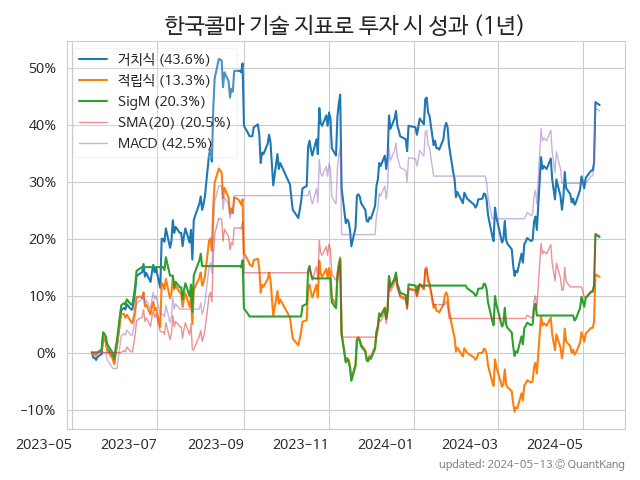 한국콜마 기술 지표로 투자 시 성과 (1년)
거치식 (43.6%)
적립식 (13.3%)
SigM (20.3%)
SMA(20) (20.5%)
MACD (42.5%)
50%
40%
30%
20%
10%
0%
−10%
2023-05 2023-07 2023-09 2023-11 2024-01 2024-03 2024-05
updated: 2024-05-13 ⓒ QuantKang